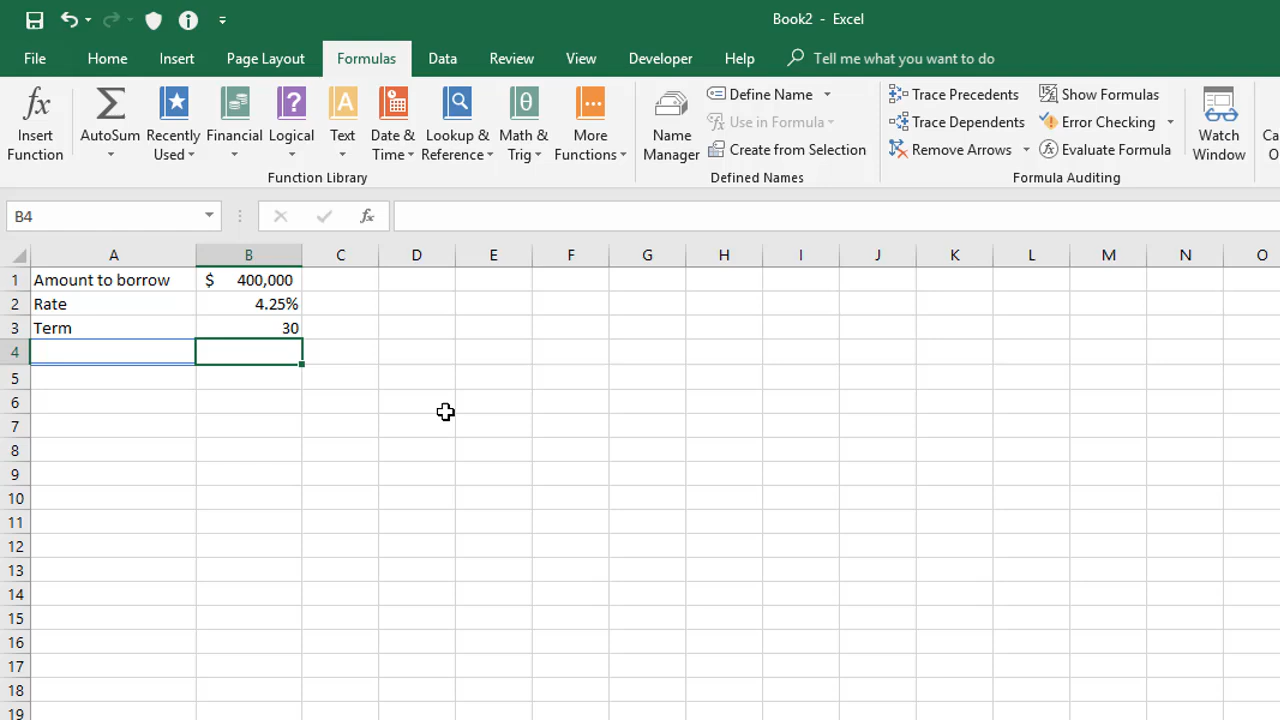 Book2 - Excel
File Home Insert Page Layout Formulas Data Review View Developer Help Tell me what you want to do
fx Σ A θ
Insert Function
AutoSum
Recently Used
Financial
Logical
Text
Date & Time
Lookup & Reference
Math & Trig
More Functions
Function Library
Name Manager
Define Name
Use in Formula
Create from Selection
Defined Names
Trace Precedents
Trace Dependents
Remove Arrows
Show Formulas
Error Checking
Evaluate Formula
Formula Auditing
Watch Window
B4 fx
A B C D E F G H I J K L M N O
1 Amount to borrow $ 400,000
2 Rate 4.25%
3 Term 30
4
5
6
7
8
9
10
11
12
13
14
15
16
17
18
19